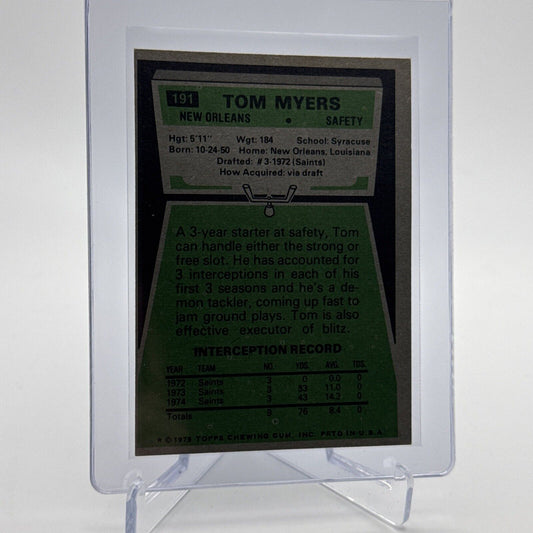 191 TOM MYERS
NEW ORLEANS • SAFETY
Hgt: 5'11" Wgt: 184 School: Syracuse
Born: 10-24-50 Home: New Orleans, Louisiana
Drafted: #3-1972 (Saints)
How Acquired: via draft
A 3-year starter at safety, Tom
can handle either the strong or
free slot. He has accounted for
3 interceptions in each of his
first 3 seasons and he's a de-
mon tackler, coming up fast to
jam ground plays. Tom is also
effective executor of blitz.
INTERCEPTION RECORD
YEAR TEAM NO. YDS. AVG. TDS.
1972 Saints 3 0 0.0 0
1973 Saints 3 33 11.0 0
1974 Saints 3 43 14.3 0
Totals 9 76 8.4 0
* © 1975 TOPPS CHEWING GUM, INC. PRTD IN U.S.A.